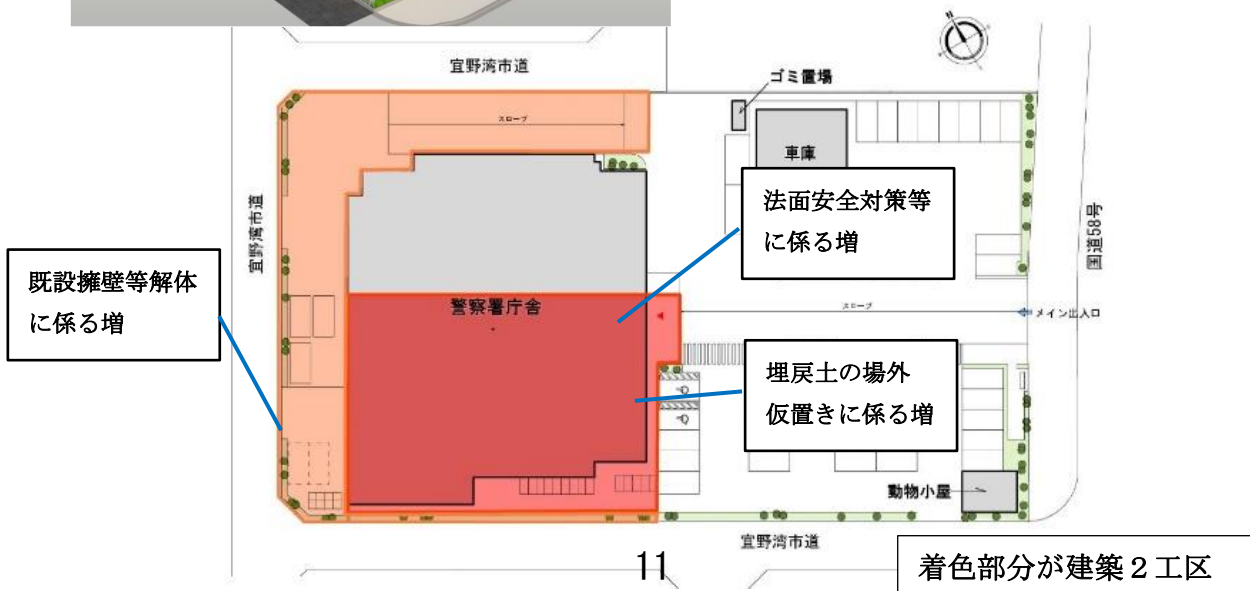 N
宜野湾市道
ゴミ置場
スロープ
車庫
法面安全対策等
に係る増
宜野湾市道
国道58号
既設擁壁等解体
に係る増
警察署庁舎
スロープ
メイン出入口
埋戻土の場外
仮置きに係る増
動物小屋
宜野湾市道
11
着色部分が建築２工区